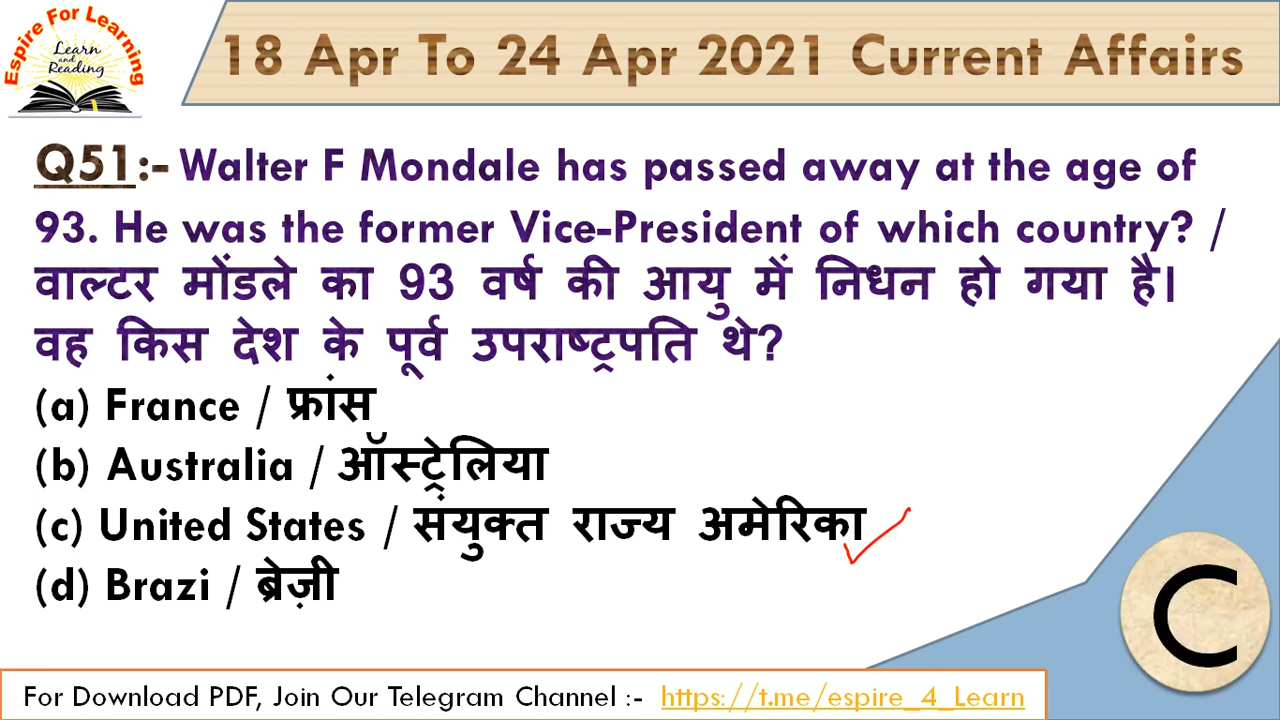 Espire For Learning
Learn
and
Reading
18 Apr To 24 Apr 2021 Current Affairs
Q51:- Walter F Mondale has passed away at the age of
93. He was the former Vice-President of which country? /
वाल्टर मोंडले का 93 वर्ष की आयु में निधन हो गया है।
वह किस देश के पूर्व उपराष्ट्रपति थे?
(a) France / फ्रांस
(b) Australia / ऑस्ट्रेलिया
(c) United States / संयुक्त राज्य अमेरिका
(d) Brazi / ब्रेज़ी
C
For Download PDF, Join Our Telegram Channel :- https://t.me/espire_4_Learn